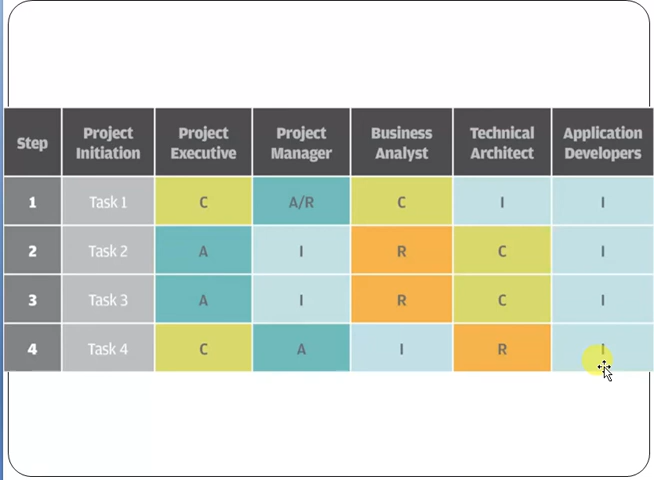 Step Project Initiation Project Executive Project Manager Business Analyst Technical Architect Application Developers
1 Task 1 C A/R C I I
2 Task 2 A I R C I
3 Task 3 A I R C I
4 Task 4 C A I R I